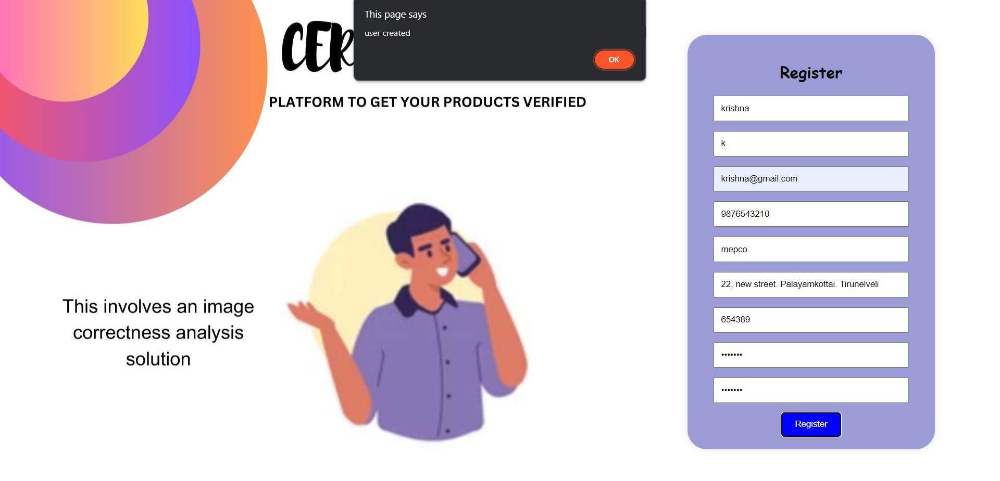 This page says
user created
OK
CER
PLATFORM TO GET YOUR PRODUCTS VERIFIED
This involves an image
correctness analysis
solution
Register
krishna
k
krishna@gmail.com
9876543210
mepco
22, new street. Palayamkottai. Tirunelveli
654389
•••••••
•••••••
Register